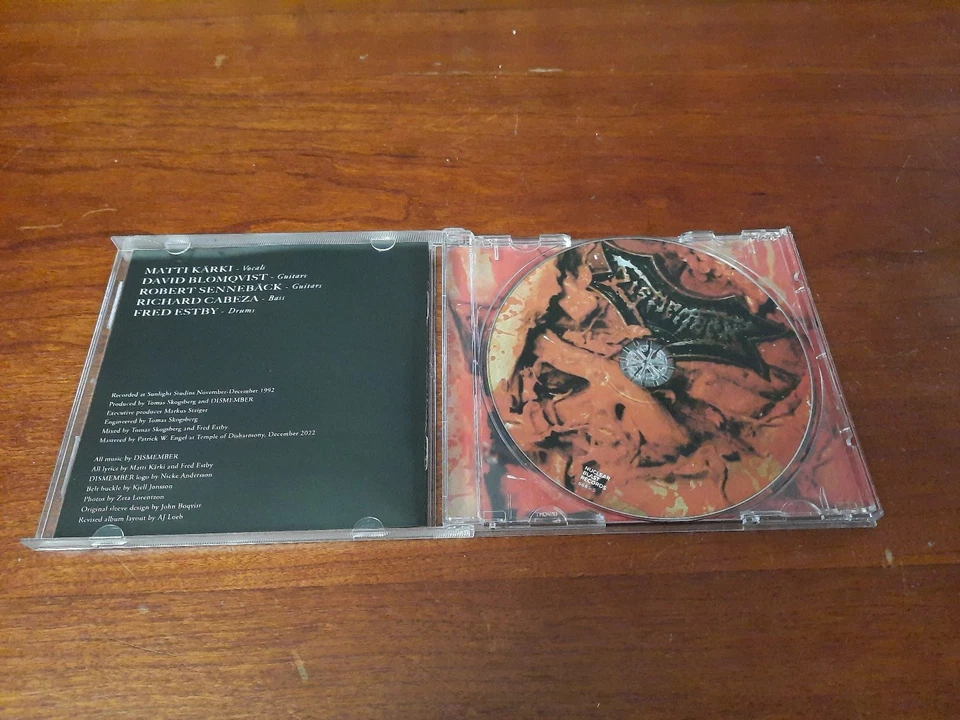 MATTI KÄRKI - Vocals
DAVID BLOMQVIST - Guitars
ROBERT SENNEBÄCK - Guitars
RICHARD CABEZA - Bass
FRED ESTBY - Drums
Recorded at Sunlight Studios November-December 1992
Produced by Tomas Skogsberg and DISMEMBER
Executive producer Markus Staiger
Engineered by Tomas Skogsberg
Mixed by Tomas Skogsberg and Fred Estby
Mastered by Patrick W. Engel at Temple of Disharmony, December 2022
All music by DISMEMBER
All lyrics by Matti Kärki and Fred Estby
DISMEMBER logo by Nicke Andersson
Belt buckle by Kjell Jonsson
Photos by Zeta Lorentzon
Original sleeve design by John Boqvist
Revised album layout by AJ Loeb
DISMEMBER
NUCLEAR
BLAST
RECORDS